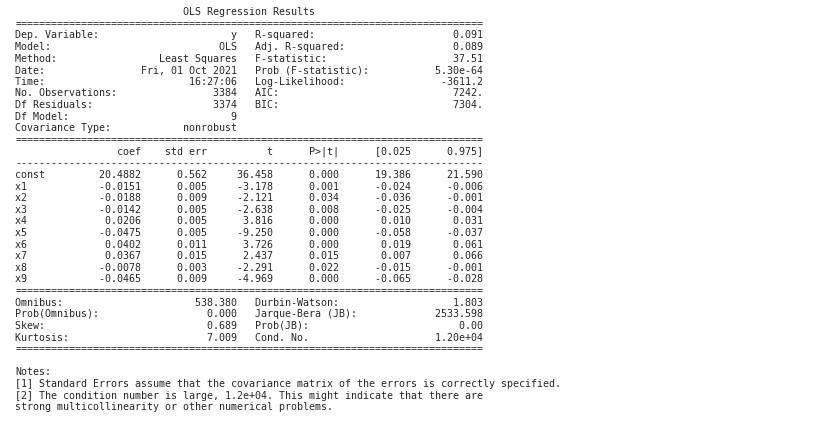 OLS Regression Results
==============================================================================
Dep. Variable:                      y   R-squared:                       0.091
Model:                            OLS   Adj. R-squared:                  0.089
Method:                 Least Squares   F-statistic:                     37.51
Date:                Fri, 01 Oct 2021   Prob (F-statistic):           5.30e-64
Time:                        16:27:06   Log-Likelihood:                -3611.2
No. Observations:                3384   AIC:                             7242.
Df Residuals:                    3374   BIC:                             7304.
Df Model:                           9
Covariance Type:            nonrobust
==============================================================================
                 coef    std err          t      P>|t|      [0.025      0.975]
------------------------------------------------------------------------------
const         20.4882      0.562     36.458      0.000      19.386      21.590
x1            -0.0151      0.005     -3.178      0.001      -0.024      -0.006
x2            -0.0188      0.009     -2.121      0.034      -0.036      -0.001
x3            -0.0142      0.005     -2.638      0.008      -0.025      -0.004
x4             0.0206      0.005      3.816      0.000       0.010       0.031
x5            -0.0475      0.005     -9.250      0.000      -0.058      -0.037
x6             0.0402      0.011      3.726      0.000       0.019       0.061
x7             0.0367      0.015      2.437      0.015       0.007       0.066
x8            -0.0078      0.003     -2.291      0.022      -0.015      -0.001
x9            -0.0465      0.009     -4.969      0.000      -0.065      -0.028
==============================================================================
Omnibus:                      538.380   Durbin-Watson:                   1.803
Prob(Omnibus):                  0.000   Jarque-Bera (JB):             2533.598
Skew:                           0.689   Prob(JB):                         0.00
Kurtosis:                       7.009   Cond. No.                     1.20e+04
==============================================================================

Notes:
[1] Standard Errors assume that the covariance matrix of the errors is correctly specified.
[2] The condition number is large, 1.2e+04. This might indicate that there are
strong multicollinearity or other numerical problems.